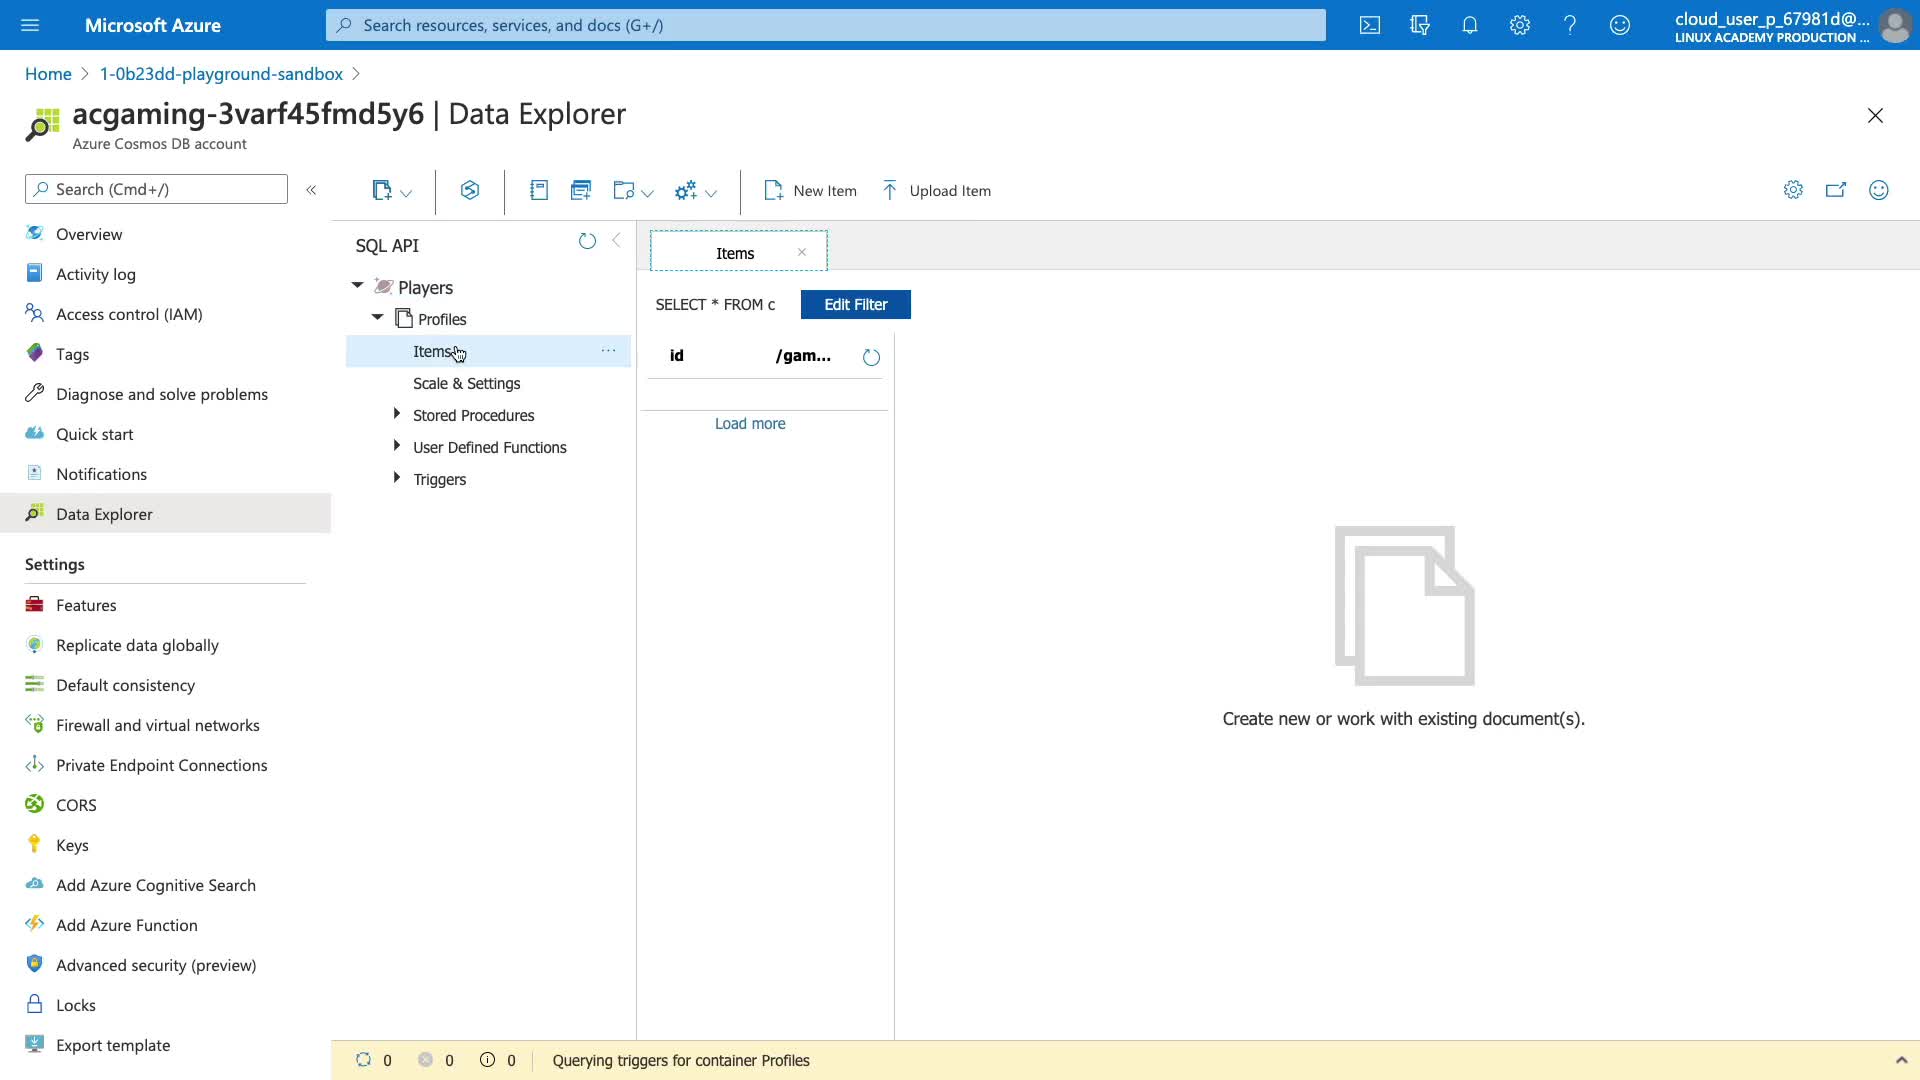 Microsoft Azure
Search resources, services, and docs (G+/)
cloud_user_p_67981d@...
LINUX ACADEMY PRODUCTION ...
Home
1-0b23dd-playground-sandbox
acgaming-3varf45fmd5y6 | Data Explorer
Azure Cosmos DB account
Search (Cmd+/)
«
New Item
Upload Item
Overview
Activity log
Access control (IAM)
Tags
Diagnose and solve problems
Quick start
Notifications
Data Explorer
Settings
Features
Replicate data globally
Default consistency
Firewall and virtual networks
Private Endpoint Connections
CORS
Keys
Add Azure Cognitive Search
Add Azure Function
Advanced security (preview)
Locks
Export template
SQL API
Players
Profiles
Items
...
Scale & Settings
Stored Procedures
User Defined Functions
Triggers
Items
SELECT * FROM c
Edit Filter
id
/gam...
Load more
Create new or work with existing document(s).
0
0
0
Querying triggers for container Profiles